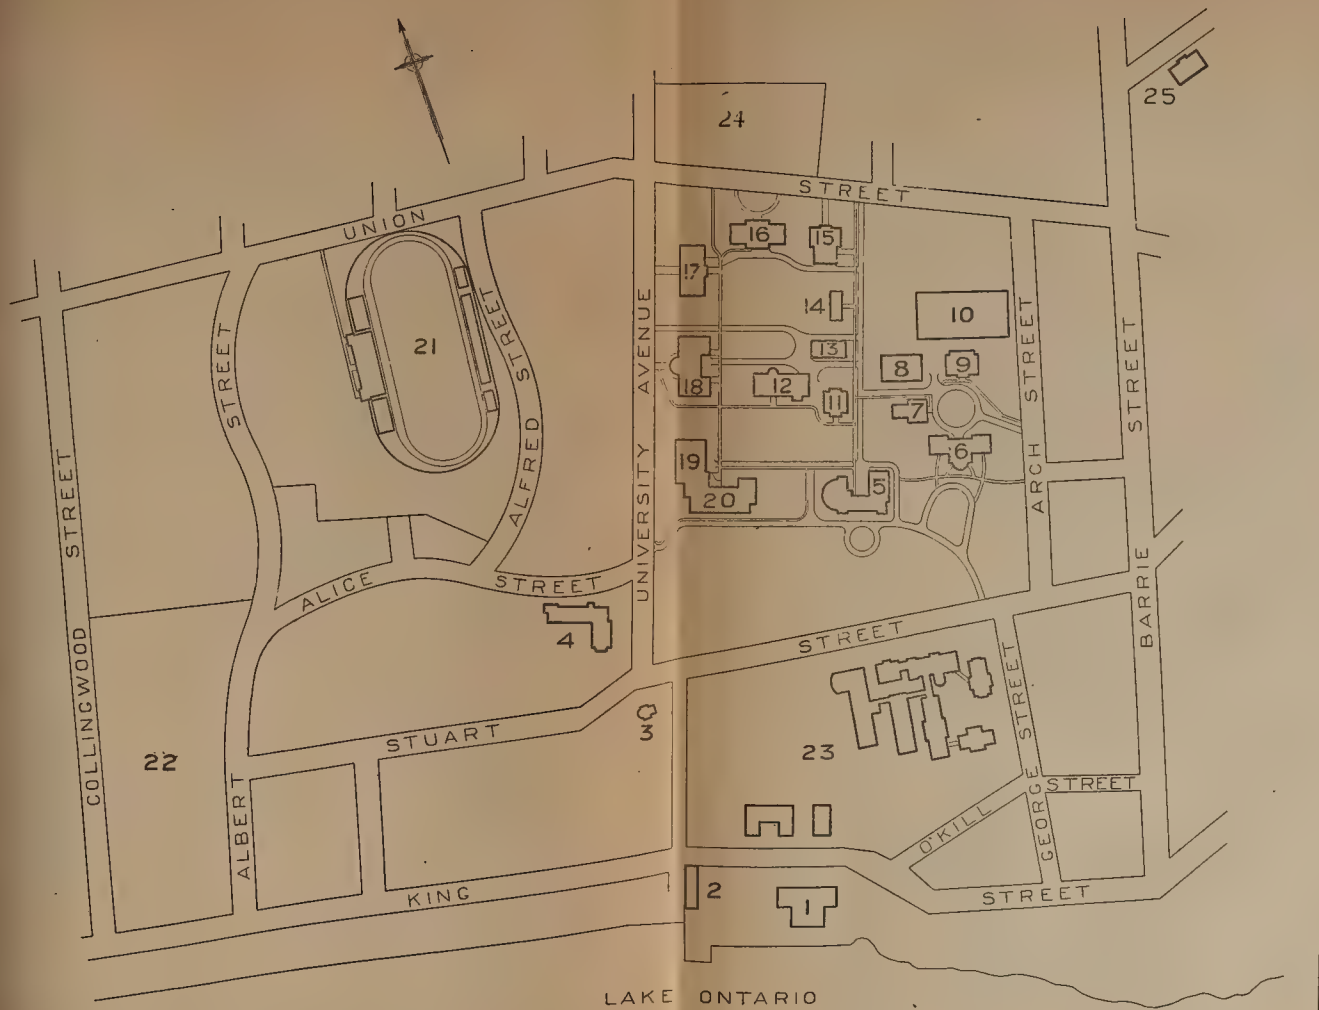 25
24
STREET
UNION
16
15
17
14
10
21
13
18
12
8
9
11
7
6
19
20
5
STREET
STREET
ALFRED
UNIVERSITY AVENUE
ARCH STREET
STREET
BARRIE
COLLINGWOOD STREET
ALICE STREET
4
STREET
STUART
3
23
22
ALBERT
GEORGE STREET
STREET
O'KILL
KING
2
1
STREET
LAKE ONTARIO